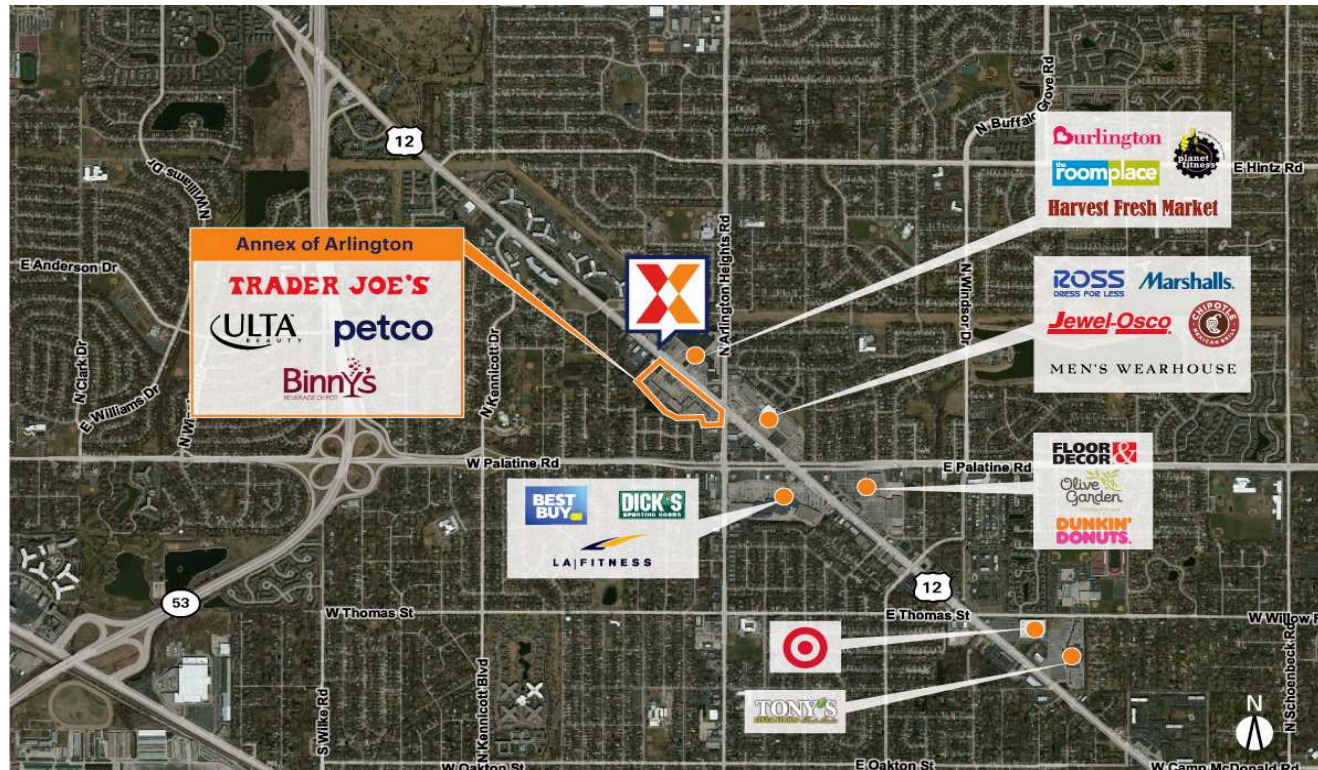 12
N Williams Dr
N Buffalo Grove Rd
Burlington
planet fitness
the roomplace
E Hintz Rd
Harvest Fresh Market
Annex of Arlington
TRADER JOE'S
ULTA
BEAUTY
petco
Binny's
BEVERAGE DEPOT
E Anderson Dr
N Arlington Heights Rd
N Windsor Dr
ROSS
DRESS FOR LESS
Marshalls.
Jewel-Osco
CHIPOTLE
MEXICAN GRILL
MEN'S WEARHOUSE
N Clark Dr
E Williams Dr
N Kennicott Dr
W Palatine Rd
E Palatine Rd
FLOOR & DECOR
Olive Garden
DUNKIN' DONUTS.
BEST BUY
DICK'S
SPORTING GOODS
LA|FITNESS
53
12
W Thomas St
E Thomas St
TONY'S
S Wilke Rd
N Kennicott Blvd
N Schoenbeck Rd
N
W Oakton St
E Oakton St
W Camp McDonald Rd